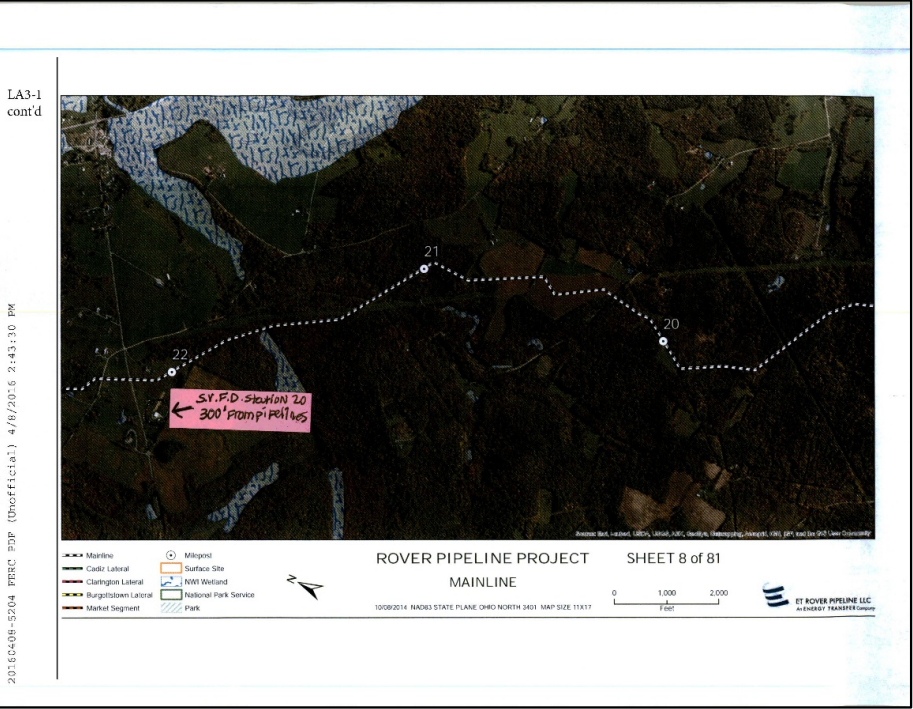 LA3-1
cont'd
20160408-5204 FERC PDF (Unofficial) 4/8/2016 2:43:30 PM
21
20
22
S.V.F.D. Station 20
300' From pipelines
Mainline
Cadiz Lateral
Clarington Lateral
Burgettstown Lateral
Market Segment
Milepost
Surface Site
NWI Wetland
National Park Service
Park
N
ROVER PIPELINE PROJECT
MAINLINE
10/08/2014 NAD83 STATE PLANE OHIO NORTH 3401 MAP SIZE 11X17
SHEET 8 of 81
0 1,000 2,000
Feet
ET ROVER PIPELINE LLC
An ENERGY TRANSFER Company